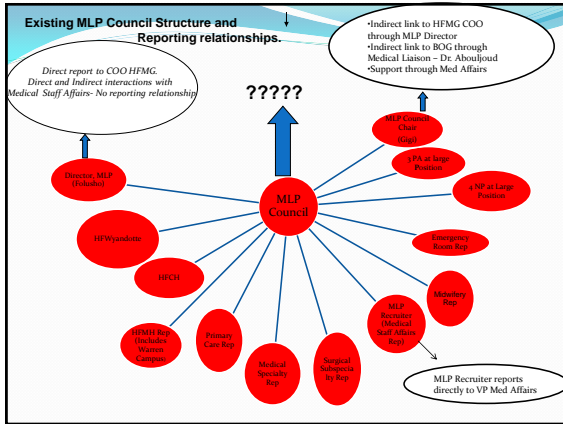 Existing MLP Council Structure and
Reporting relationships.
•Indirect link to HFMG COO
through MLP Director
•Indirect link to BOG through
Medical Liaison – Dr. Abouljoud
•Support through Med Affairs
Direct report to COO HFMG.
Direct and Indirect interactions with
Medical Staff Affairs- No reporting relationship
?????
MLP Council
Chair
(Gigi)
3 PA at large
Position
4 NP at Large
Position
Director, MLP
(Folusho)
MLP
Council
HFWyandotte
Emergency
Room Rep
HFCH
Midwifery
Rep
HFMH Rep
(Includes
Warren
Campus)
Primary
Care Rep
Medical
Specialty Rep
Surgical
Subspecia
lty Rep
MLP
Recruiter
(Medical
Staff Affairs
Rep)
MLP Recruiter reports
directly to VP Med Affairs